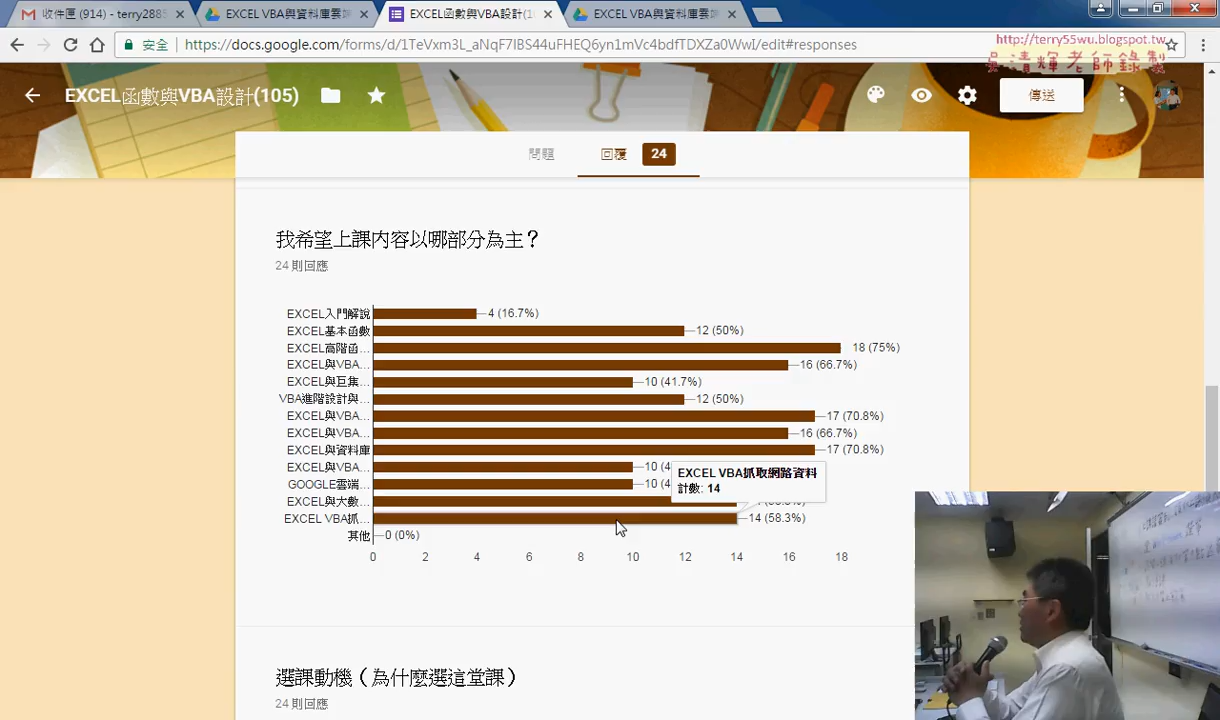 收件匣 (914) - terry2885
EXCEL VBA與資料庫雲端
EXCEL函數與VBA設計(10
EXCEL VBA與資料庫雲端
安全
https://docs.google.com/forms/d/1TeVxm3L_aNqF7IBS44uFHEQ6yn1mVc4bdfTDXZa0WwI/edit#responses
http://terry55wu.blogspot.tw
吳清輝老師錄製
EXCEL函數與VBA設計(105)
傳送
問題
回覆 24
我希望上課內容以哪部分為主？
24 則回應
EXCEL入門解說 4 (16.7%)
EXCEL基本函數 12 (50%)
EXCEL高階函... 18 (75%)
EXCEL與VBA... 16 (66.7%)
EXCEL與巨集... 10 (41.7%)
VBA進階設計與... 12 (50%)
EXCEL與VBA... 17 (70.8%)
EXCEL與VBA... 16 (66.7%)
EXCEL與資料庫 17 (70.8%)
EXCEL與VBA... 10 (4
GOOGLE雲端... 10 (4
EXCEL VBA抓取網路資料
計數: 14
EXCEL與大數...
EXCEL VBA抓... 14 (58.3%)
其他 0 (0%)
0 2 4 6 8 10 12 14 16 18
選課動機（為什麼選這堂課）
24 則回應